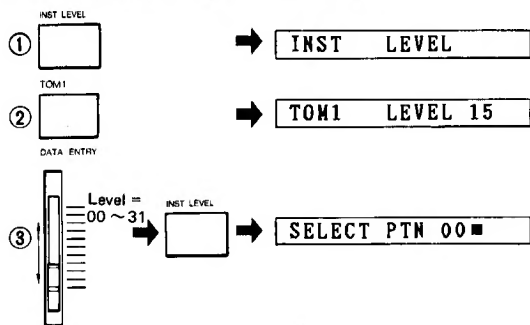 INST LEVEL
① INST LEVEL
TOM1
② TOM1 LEVEL 15
DATA ENTRY
③ Level =
00~31
INST LEVEL
SELECT PTN 00■